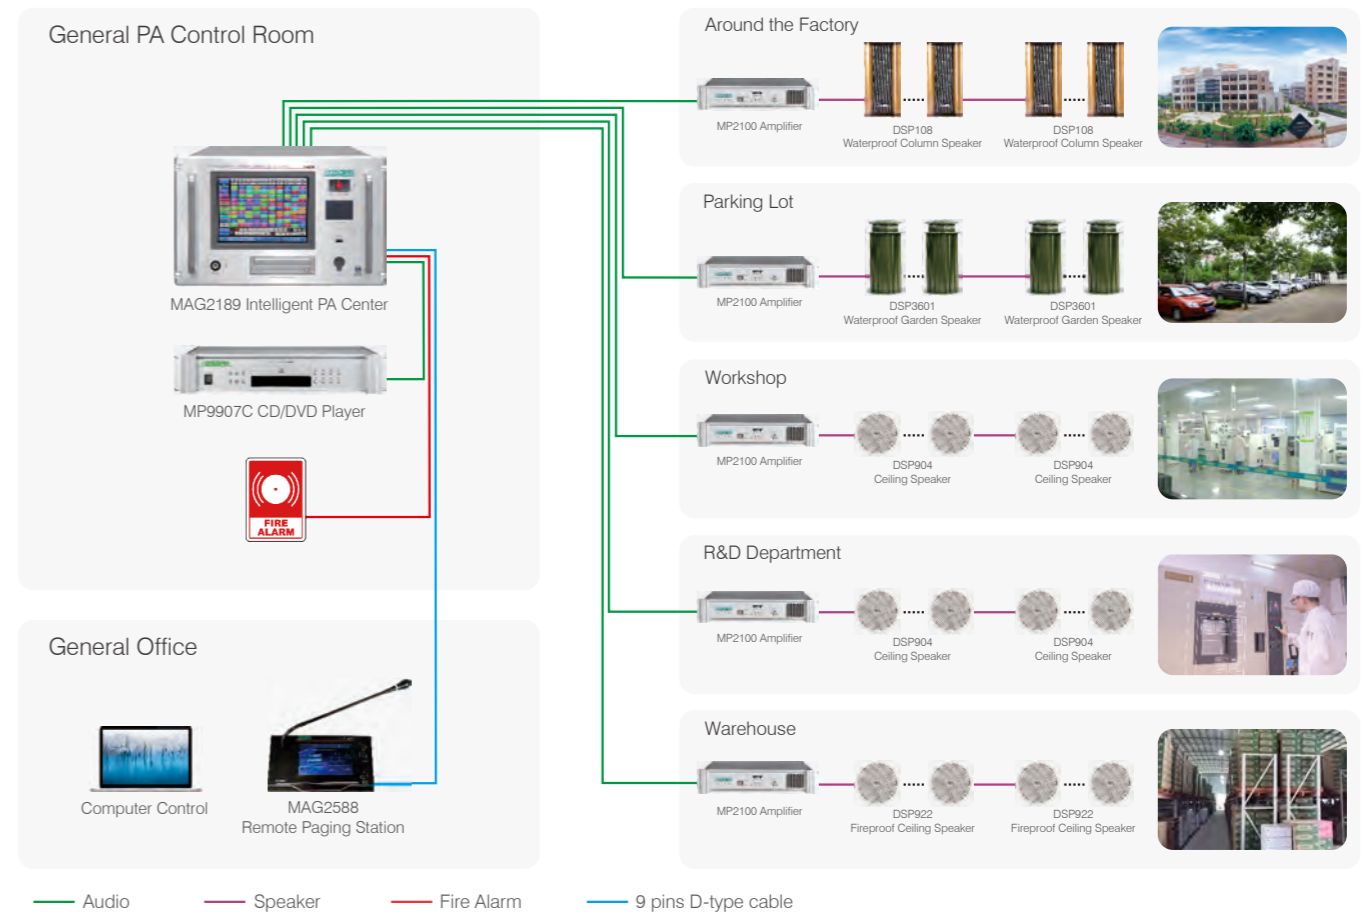 General PA Control Room
MAG2189 Intelligent PA Center
MP9907C CD/DVD Player
FIRE
ALARM
General Office
Computer Control
MAG2588
Remote Paging Station
Around the Factory
MP2100 Amplifier
DSP108
Waterproof Column Speaker
DSP108
Waterproof Column Speaker
Parking Lot
MP2100 Amplifier
DSP3601
Waterproof Garden Speaker
DSP3601
Waterproof Garden Speaker
Workshop
MP2100 Amplifier
DSP904
Ceiling Speaker
DSP904
Ceiling Speaker
R&D Department
MP2100 Amplifier
DSP904
Ceiling Speaker
DSP904
Ceiling Speaker
Warehouse
MP2100 Amplifier
DSP922
Fireproof Ceiling Speaker
DSP922
Fireproof Ceiling Speaker
Audio
Speaker
Fire Alarm
9 pins D-type cable